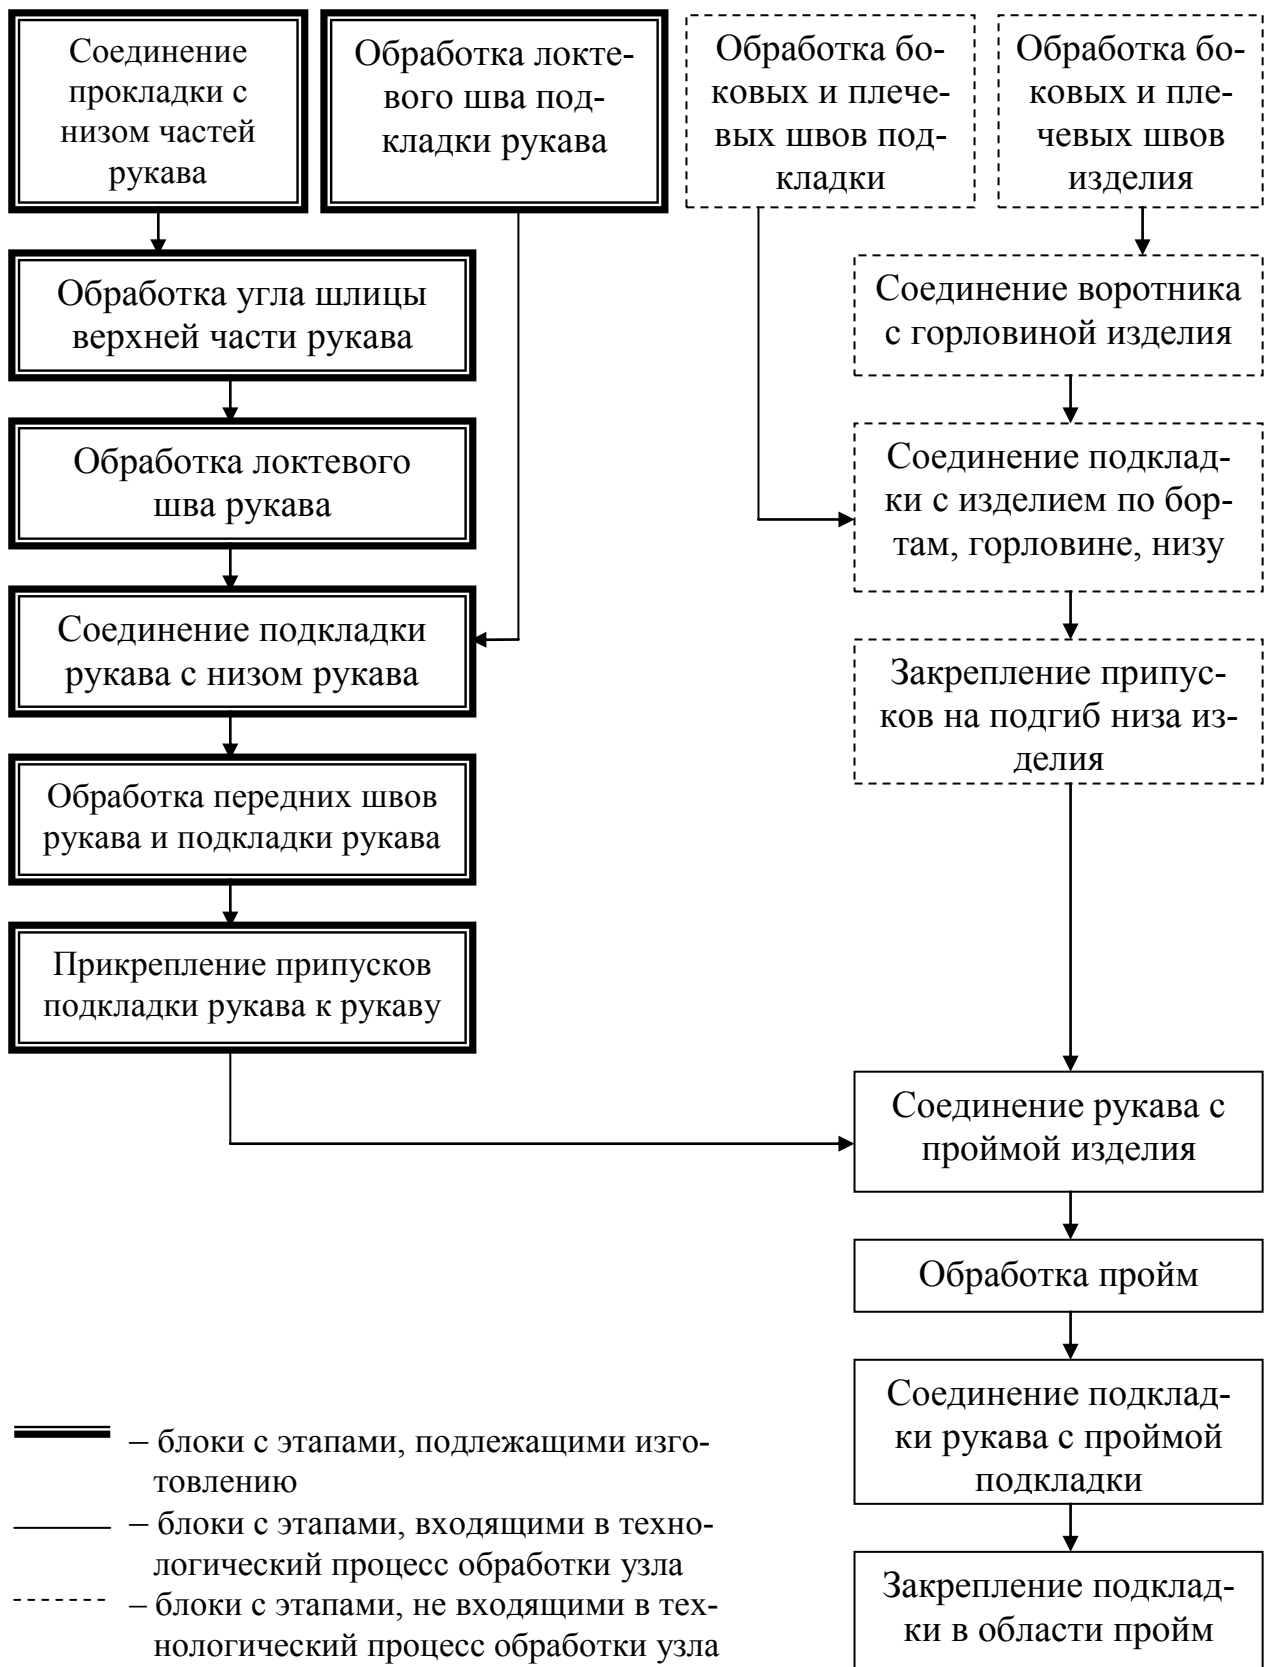 Соединение
прокладки с
низом частей
рукава
Обработка локте-
вого шва под-
кладки рукава
Обработка бо-
ковых и плече-
вых швов под-
кладки
Обработка бо-
ковых и пле-
чевых швов
изделия
Обработка угла шлицы
верхней части рукава
Соединение воротника
с горловиной изделия
Обработка локтевого
шва рукава
Соединение подклад-
ки с изделием по бор-
там, горловине, низу
Соединение подкладки
рукава с низом рукава
Закрепление припус-
ков на подгиб низа из-
делия
Обработка передних швов
рукава и подкладки рукава
Прикрепление припусков
подкладки рукава к рукаву
Соединение рукава с
проймой изделия
Обработка пройм
Соединение подклад-
ки рукава с проймой
подкладки
Закрепление подклад-
ки в области пройм
– блоки с этапами, подлежащими изго-
товлению
– блоки с этапами, входящими в техно-
логический процесс обработки узла
– блоки с этапами, не входящими в тех-
нологический процесс обработки узла